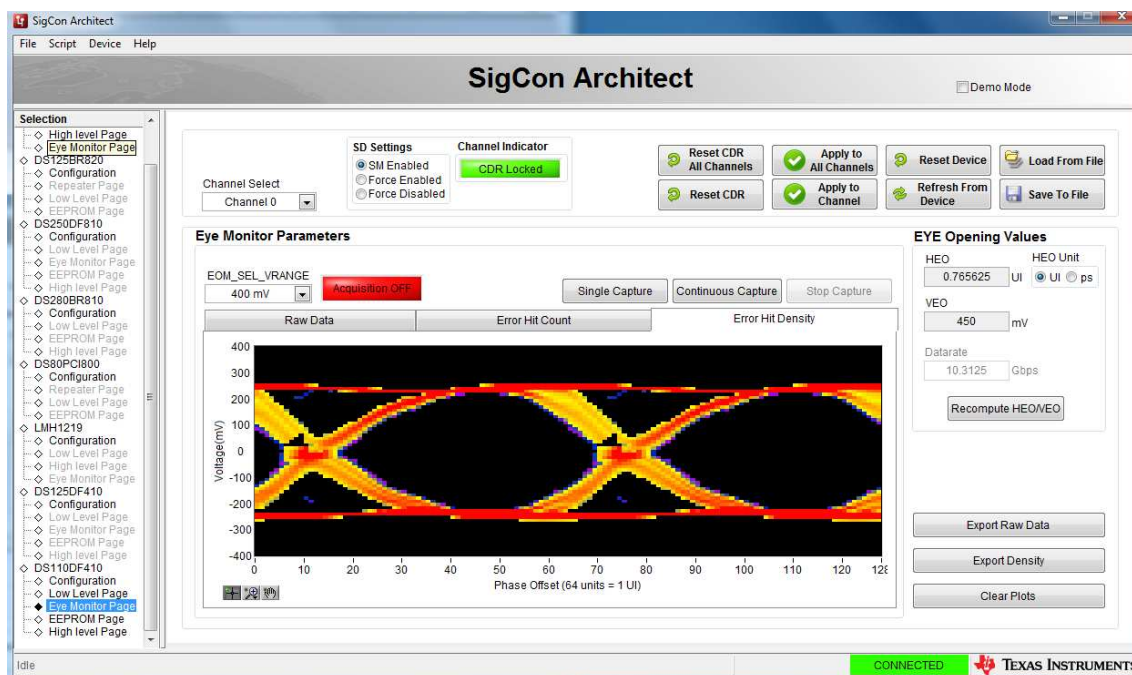 SigCon Architect
File Script Device Help
SigCon Architect
Demo Mode
Selection
High level Page
Eye Monitor Page
DS125BR820
Configuration
Repeater Page
Low Level Page
EEPROM Page
DS250DF810
Configuration
Low Level Page
Eye Monitor Page
EEPROM Page
High level Page
DS280BR810
Configuration
Low Level Page
EEPROM Page
High level Page
DS80PCI800
Configuration
Repeater Page
Low Level Page
EEPROM Page
LMH1219
Configuration
Low Level Page
High level Page
Eye Monitor Page
DS125DF410
Configuration
Low Level Page
Eye Monitor Page
EEPROM Page
High level Page
DS110DF410
Configuration
Low Level Page
Eye Monitor Page
EEPROM Page
High level Page
Channel Select
Channel 0
SD Settings
SM Enabled
Force Enabled
Force Disabled
Channel Indicator
CDR Locked
Reset CDR
All Channels
Apply to
All Channels
Reset Device
Load From File
Reset CDR
Apply to
Channel
Refresh From
Device
Save To File
Eye Monitor Parameters
EOM_SEL_VRANGE
400 mV
Acquisition OFF
Single Capture
Continuous Capture
Stop Capture
Raw Data
Error Hit Count
Error Hit Density
Voltage(mV)
400
300
200
100
0
-100
-200
-300
-400
0 10 20 30 40 50 60 70 80 90 100 110 120 128
Phase Offset (64 units = 1 UI)
EYE Opening Values
HEO
HEO Unit
0.765625 UI
UI ps
VEO
450 mV
Datarate
10.3125 Gbps
Recompute HEO/VEO
Export Raw Data
Export Density
Clear Plots
Idle
CONNECTED
TEXAS INSTRUMENTS